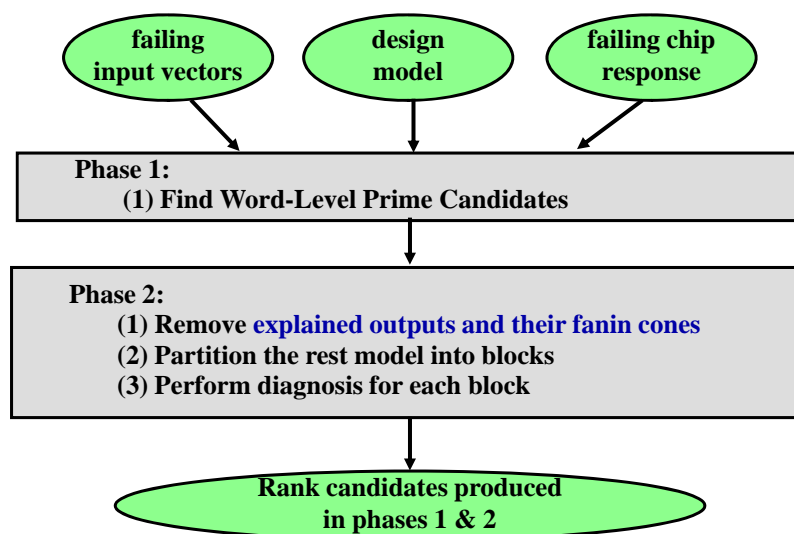 failing
input vectors
design
model
failing chip
response
Phase 1:
(1) Find Word-Level Prime Candidates
Phase 2:
(1) Remove explained outputs and their fanin cones
(2) Partition the rest model into blocks
(3) Perform diagnosis for each block
Rank candidates produced
in phases 1 & 2